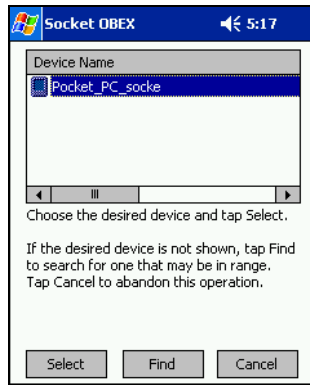 Socket OBEX 5:17
Device Name
Pocket_PC_socke
Choose the desired device and tap Select.
If the desired device is not shown, tap Find
to search for one that may be in range.
Tap Cancel to abandon this operation.
Select Find Cancel